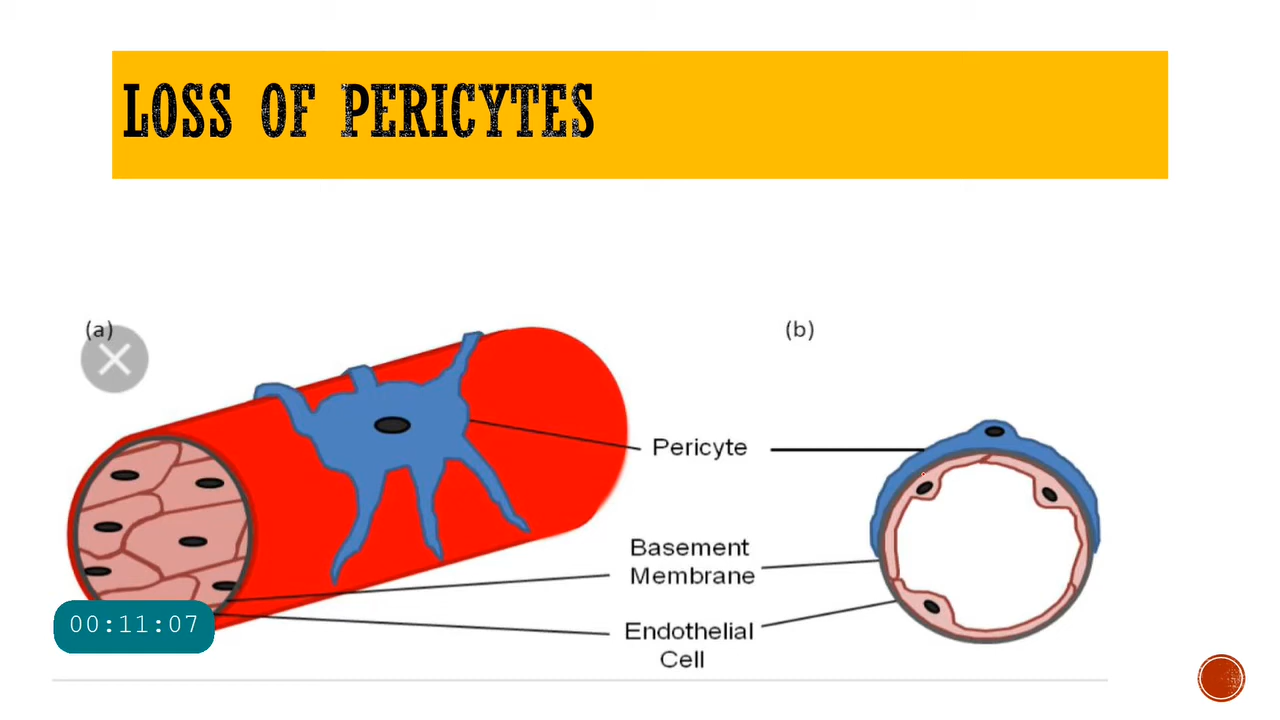 LOSS OF PERICYTES
(a)
(b)
Pericyte
Basement
Membrane
Endothelial
Cell
00:11:07